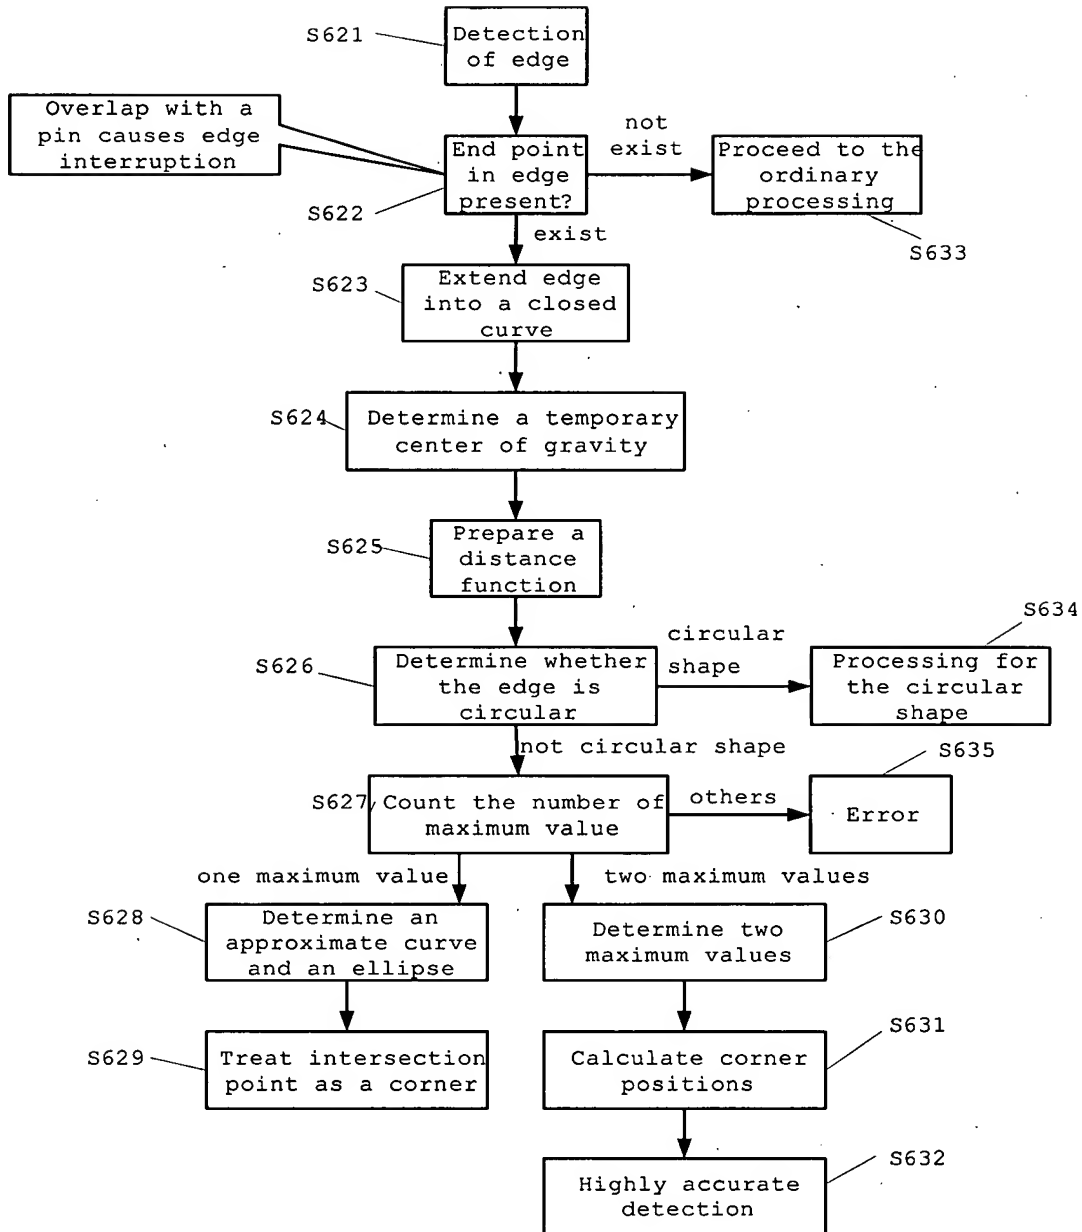 S621
Detection
of edge
Overlap with a
pin causes edge
interruption
End point
in edge
present?
S622
not
exist
Proceed to the
ordinary
processing
S633
exist
S623
Extend edge
into a closed
curve
S624
Determine a temporary
center of gravity
S625
Prepare a
distance
function
S634
S626
Determine whether
the edge is
circular
circular
shape
Processing for
the circular
shape
not circular shape
S635
S627
Count the number of
maximum value
others
Error
one maximum value
two maximum values
S628
Determine an
approximate curve
and an ellipse
Determine two
maximum values
S630
S629
Treat intersection
point as a corner
Calculate corner
positions
S631
Highly accurate
detection
S632